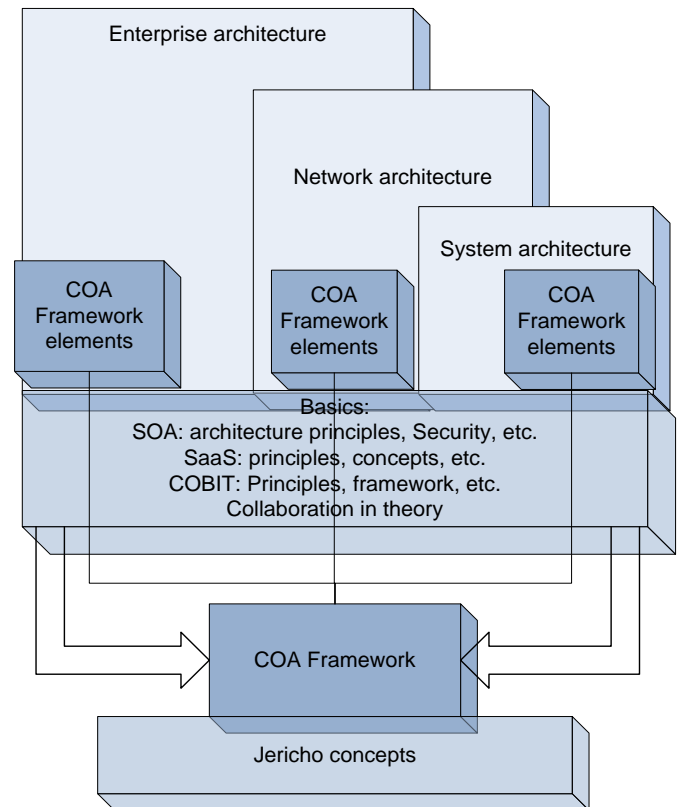 Enterprise architecture
Network architecture
System architecture
COA
Framework
elements
COA
Framework
elements
COA
Framework
elements
Basics:
SOA: architecture principles, Security, etc.
SaaS: principles, concepts, etc.
COBIT: Principles, framework, etc.
Collaboration in theory
COA Framework
Jericho concepts